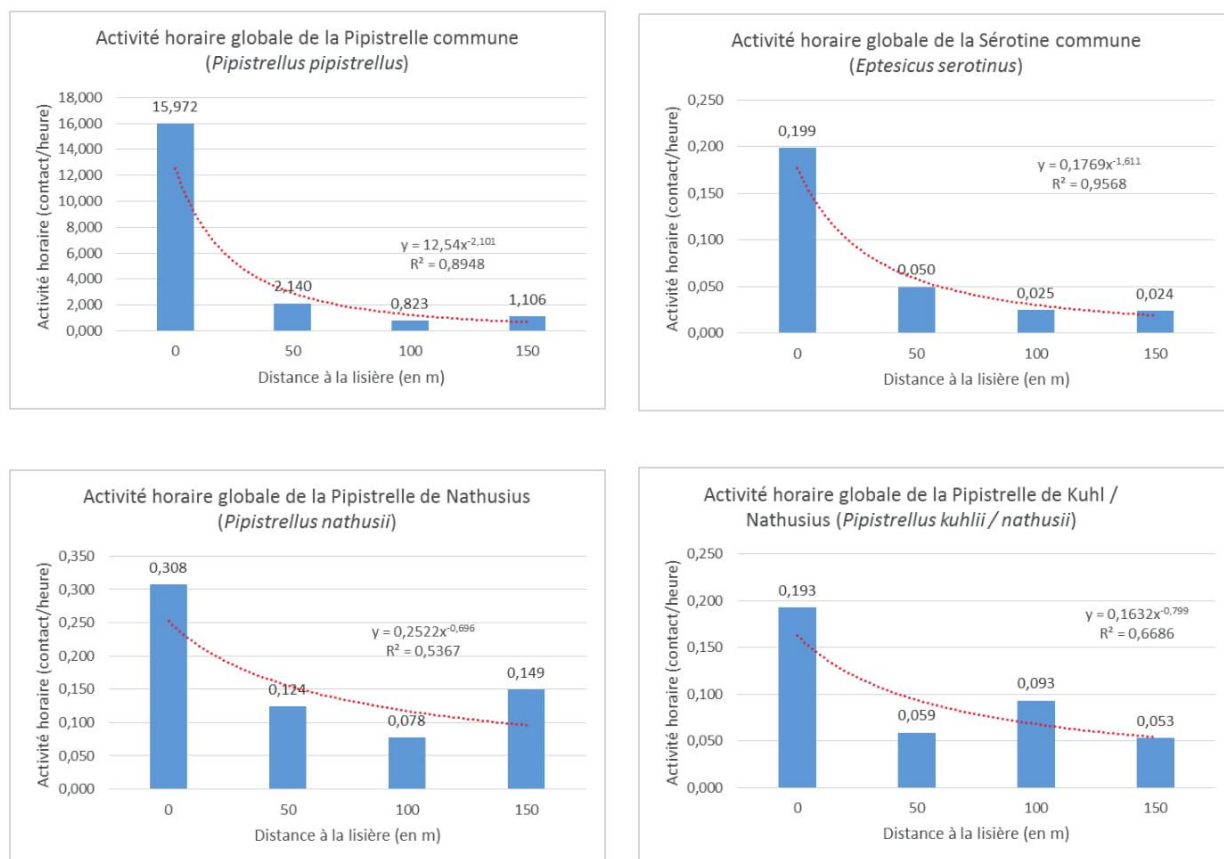 Activité horaire globale de la Pipistrelle commune
(Pipistrellus pipistrellus)
Activité horaire (contact/heure)
18,000
16,000
14,000
12,000
10,000
8,000
6,000
4,000
2,000
0,000
15,972
2,140
0,823
1,106
y = 12,54x^-2,101
R² = 0,8948
0 50 100 150
Distance à la lisière (en m)
Activité horaire globale de la Sérotine commune
(Eptesicus serotinus)
Activité horaire (contact/heure)
0,250
0,200
0,150
0,100
0,050
0,000
0,199
0,050
0,025
0,024
y = 0,1769x^-1,611
R² = 0,9568
0 50 100 150
Distance à la lisière (en m)
Activité horaire globale de la Pipistrelle de Nathusius
(Pipistrellus nathusii)
Activité horaire (contact/heure)
0,350
0,300
0,250
0,200
0,150
0,100
0,050
0,000
0,308
0,124
0,078
0,149
y = 0,2522x^-0,696
R² = 0,5367
0 50 100 150
Distance à la lisière (en m)
Activité horaire globale de la Pipistrelle de Kuhl /
Nathusius (Pipistrellus kuhlii / nathusii)
Activité horaire (contact/heure)
0,250
0,200
0,150
0,100
0,050
0,000
0,193
0,059
0,093
0,053
y = 0,1632x^-0,799
R² = 0,6686
0 50 100 150
Distance à la lisière (en m)